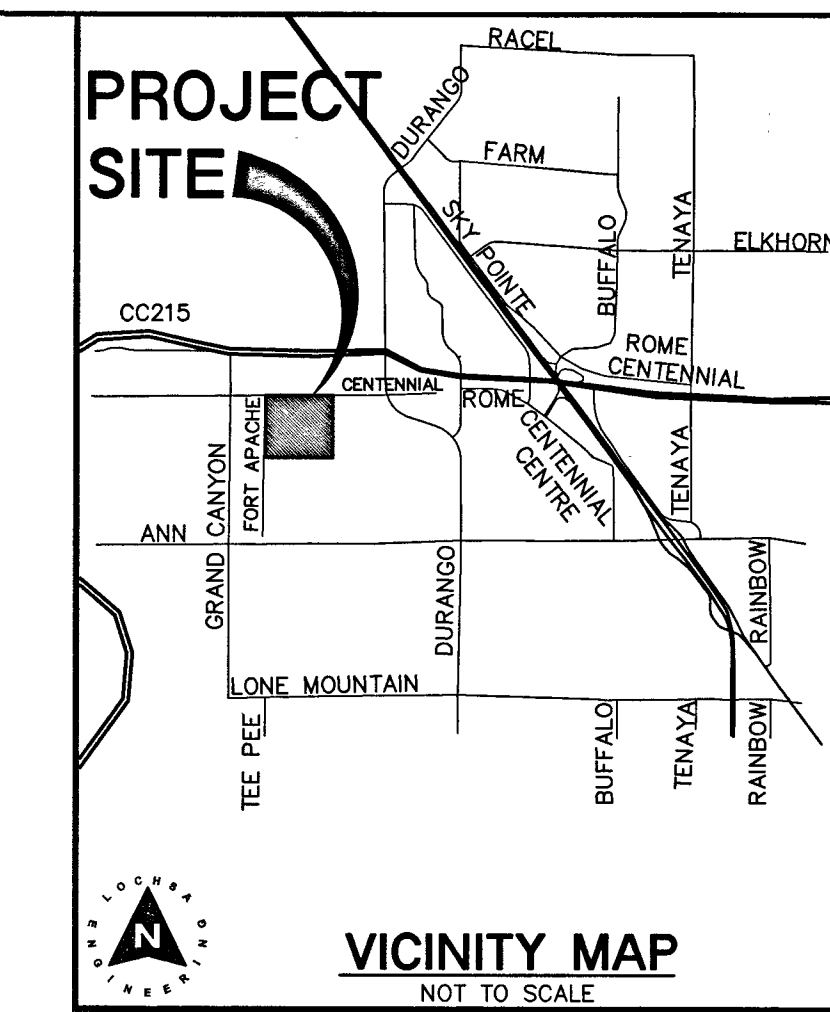 RACEL
PROJECT
SITE
DURANGO
FARM
SKY POINTE
BUFFALO
TENAYA
ELKHORN
CC215
ROME
CENTENNIAL
CENTENNIAL
ROME
CENTENNIAL
CENTRE
FORT APACHE
GRAND CANYON
TENAYA
ANN
DURANGO
RAINBOW
LONE MOUNTAIN
TEE PEE
BUFFALO
TENAYA
RAINBOW
LOCHSA
ENGINEERING
N
VICINITY MAP
NOT TO SCALE